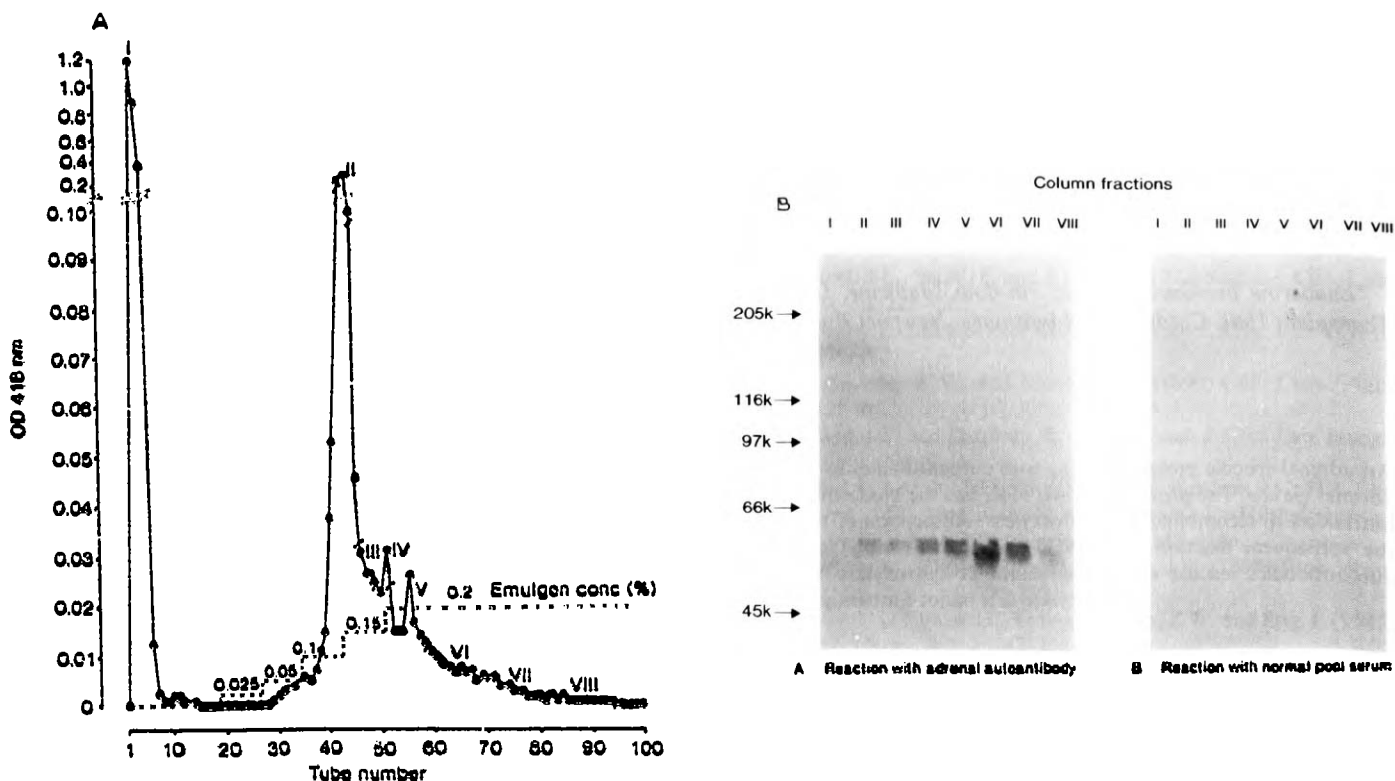 A
I
1.2
1.0
0.8
0.6
0.4
0.2
0.10
0.09
0.08
0.07
0.06
0.05
0.04
0.03
0.02
0.01
0
OD 418 nm
II
III
IV
V
VI
VII
VIII
0.025
0.05
0.1
0.15
0.2 Emulgen conc (%)
1 10 20 30 40 50 60 70 80 90 100
Tube number
Column fractions
B
I II III IV V VI VII VIII
I II III IV V VI VII VIII
205k
116k
97k
66k
45k
A Reaction with adrenal autoantibody
B Reaction with normal pool serum